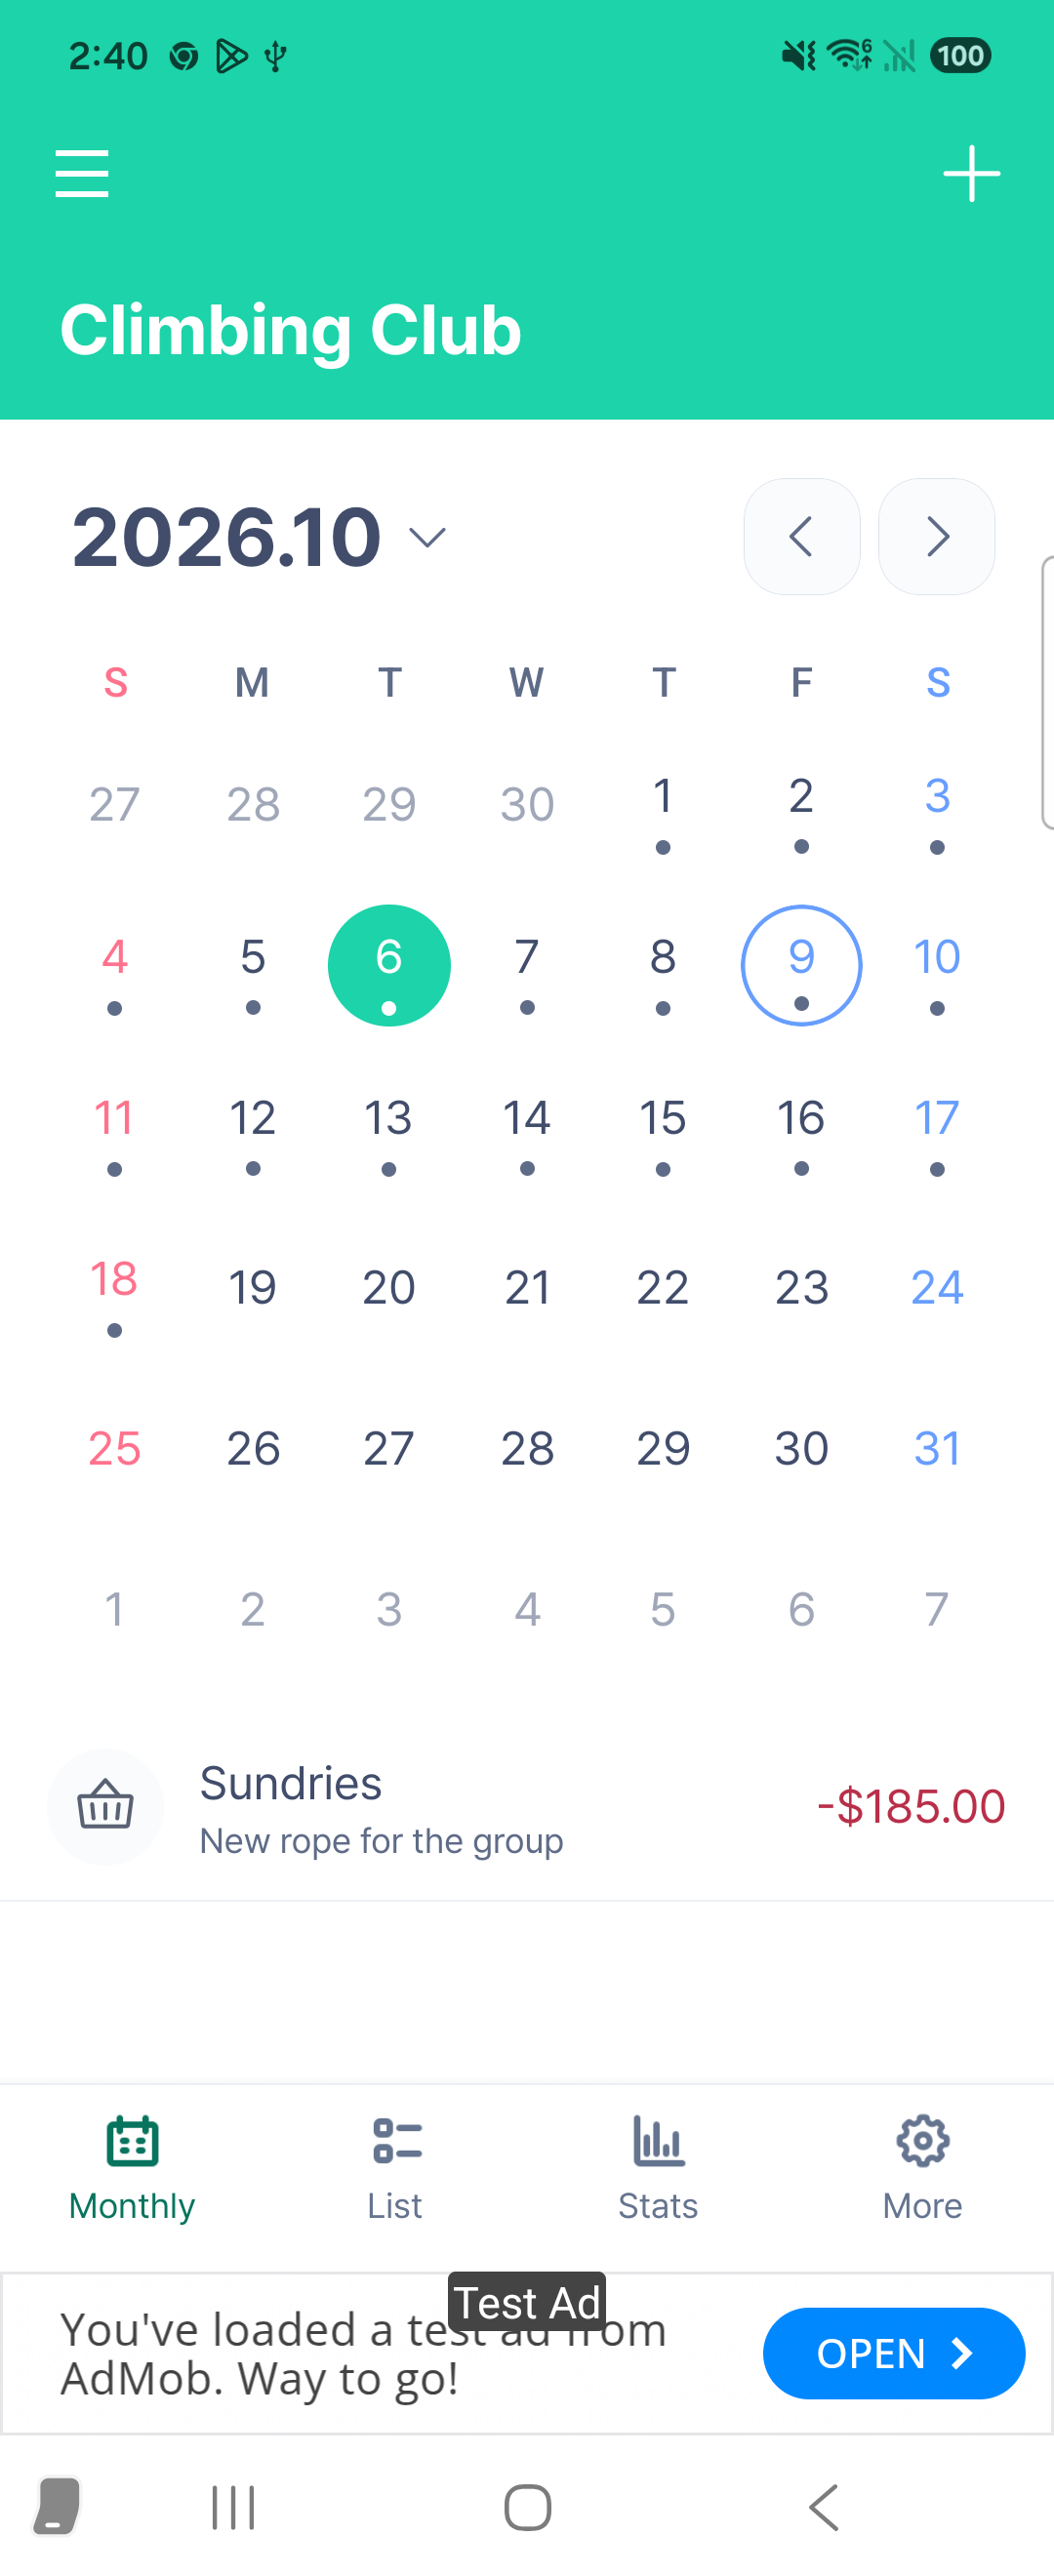 2:40
6
100
Climbing Club
2026.10
S M T W T F S
27 28 29 30 1 2 3
4 5 6 7 8 9 10
11 12 13 14 15 16 17
18 19 20 21 22 23 24
25 26 27 28 29 30 31
1 2 3 4 5 6 7
Sundries
New rope for the group
-$185.00
Monthly List Stats More
Test Ad
You've loaded a test ad from
AdMob. Way to go!
OPEN